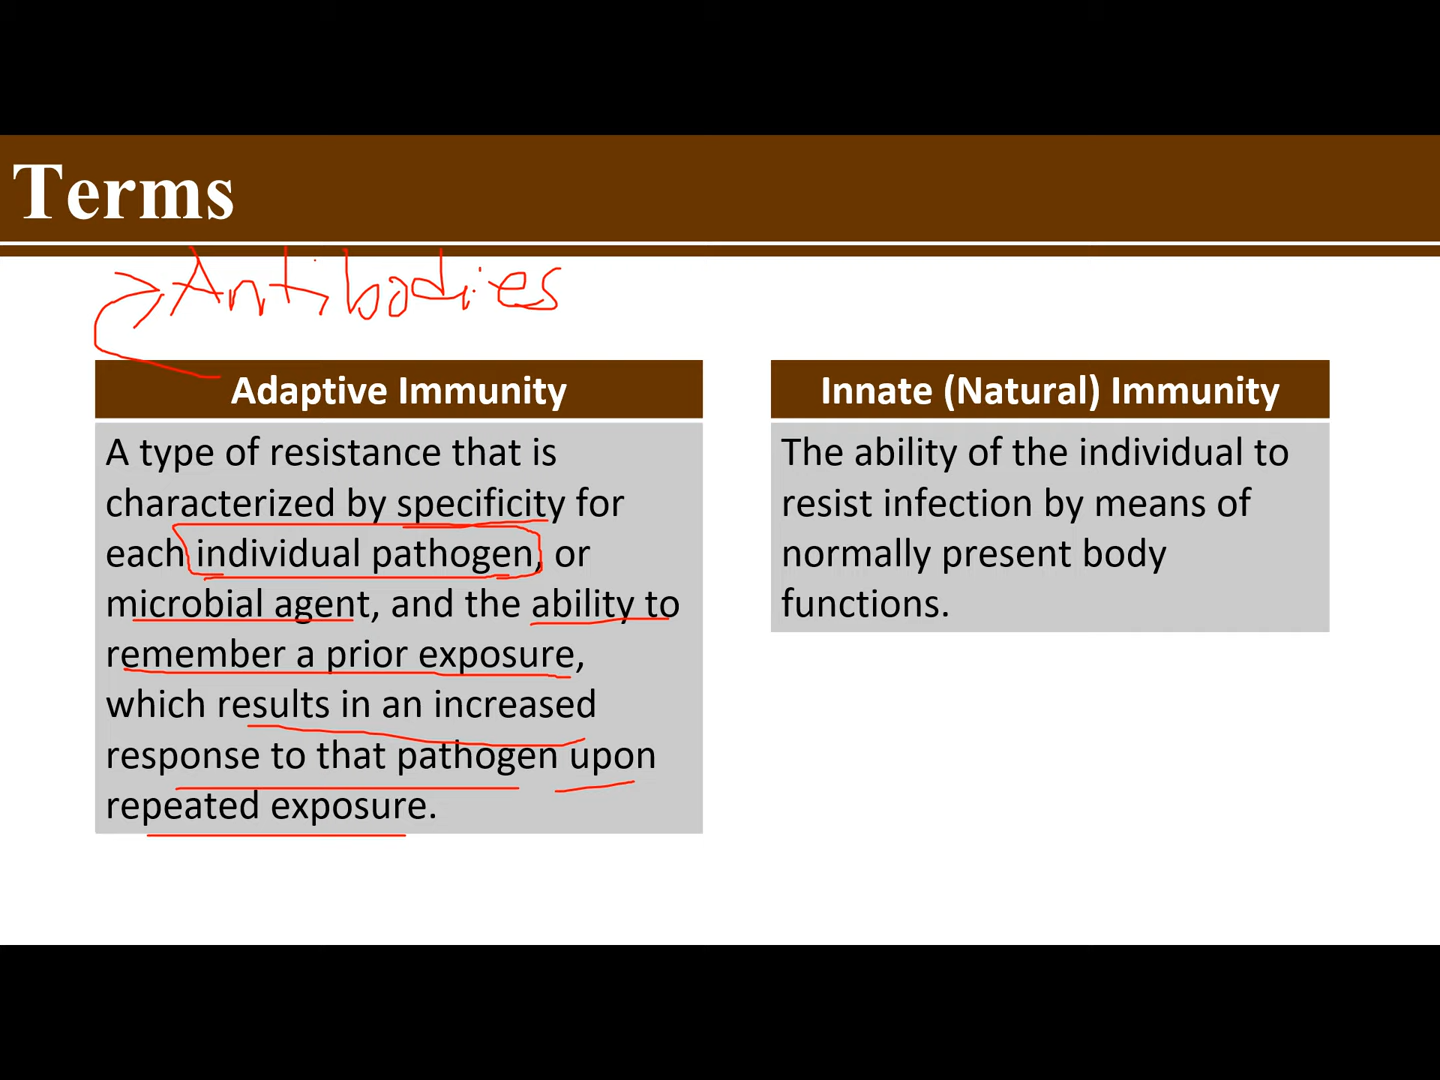 Terms
Antibodies
Adaptive Immunity
A type of resistance that is
characterized by specificity for
each individual pathogen, or
microbial agent, and the ability to
remember a prior exposure,
which results in an increased
response to that pathogen upon
repeated exposure.
Innate (Natural) Immunity
The ability of the individual to
resist infection by means of
normally present body
functions.